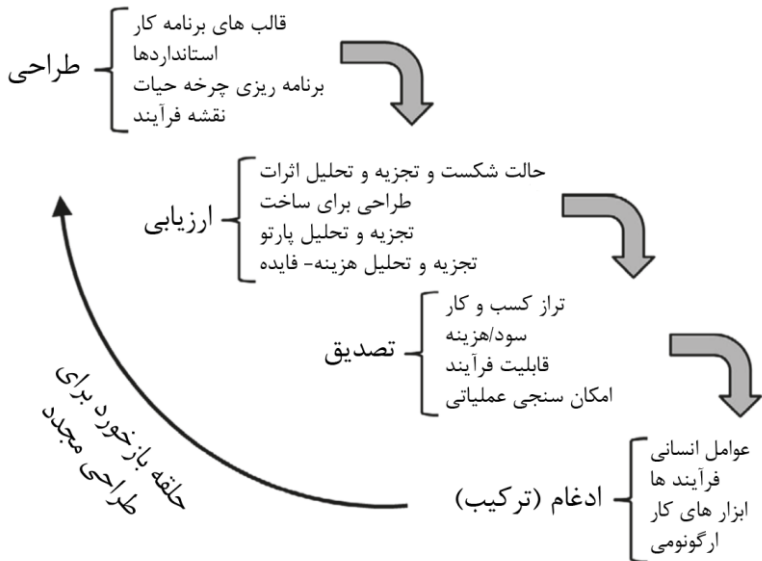 طراحی
قالب های برنامه کار
استانداردها
برنامه ریزی چرخه حیات
نقشه فرآیند
ارزیابی
حالت شکست و تجزیه و تحلیل اثرات
طراحی برای ساخت
تجزیه و تحلیل پارتو
تجزیه و تحلیل هزینه- فایده
تصدیق
تراز کسب و کار
سود/هزینه
قابلیت فرآیند
امکان سنجی عملیاتی
ادغام (ترکیب)
عوامل انسانی
فرآیند ها
ابزار های کار
ارگونومی
حلقه بازخورد برای
طراحی مجدد